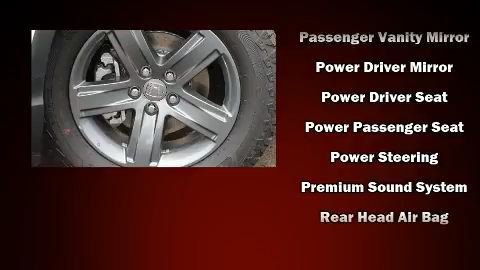 Passenger Vanity Mirror
Power Driver Mirror
Power Driver Seat
Power Passenger Seat
Power Steering
Premium Sound System
Rear Head Air Bag